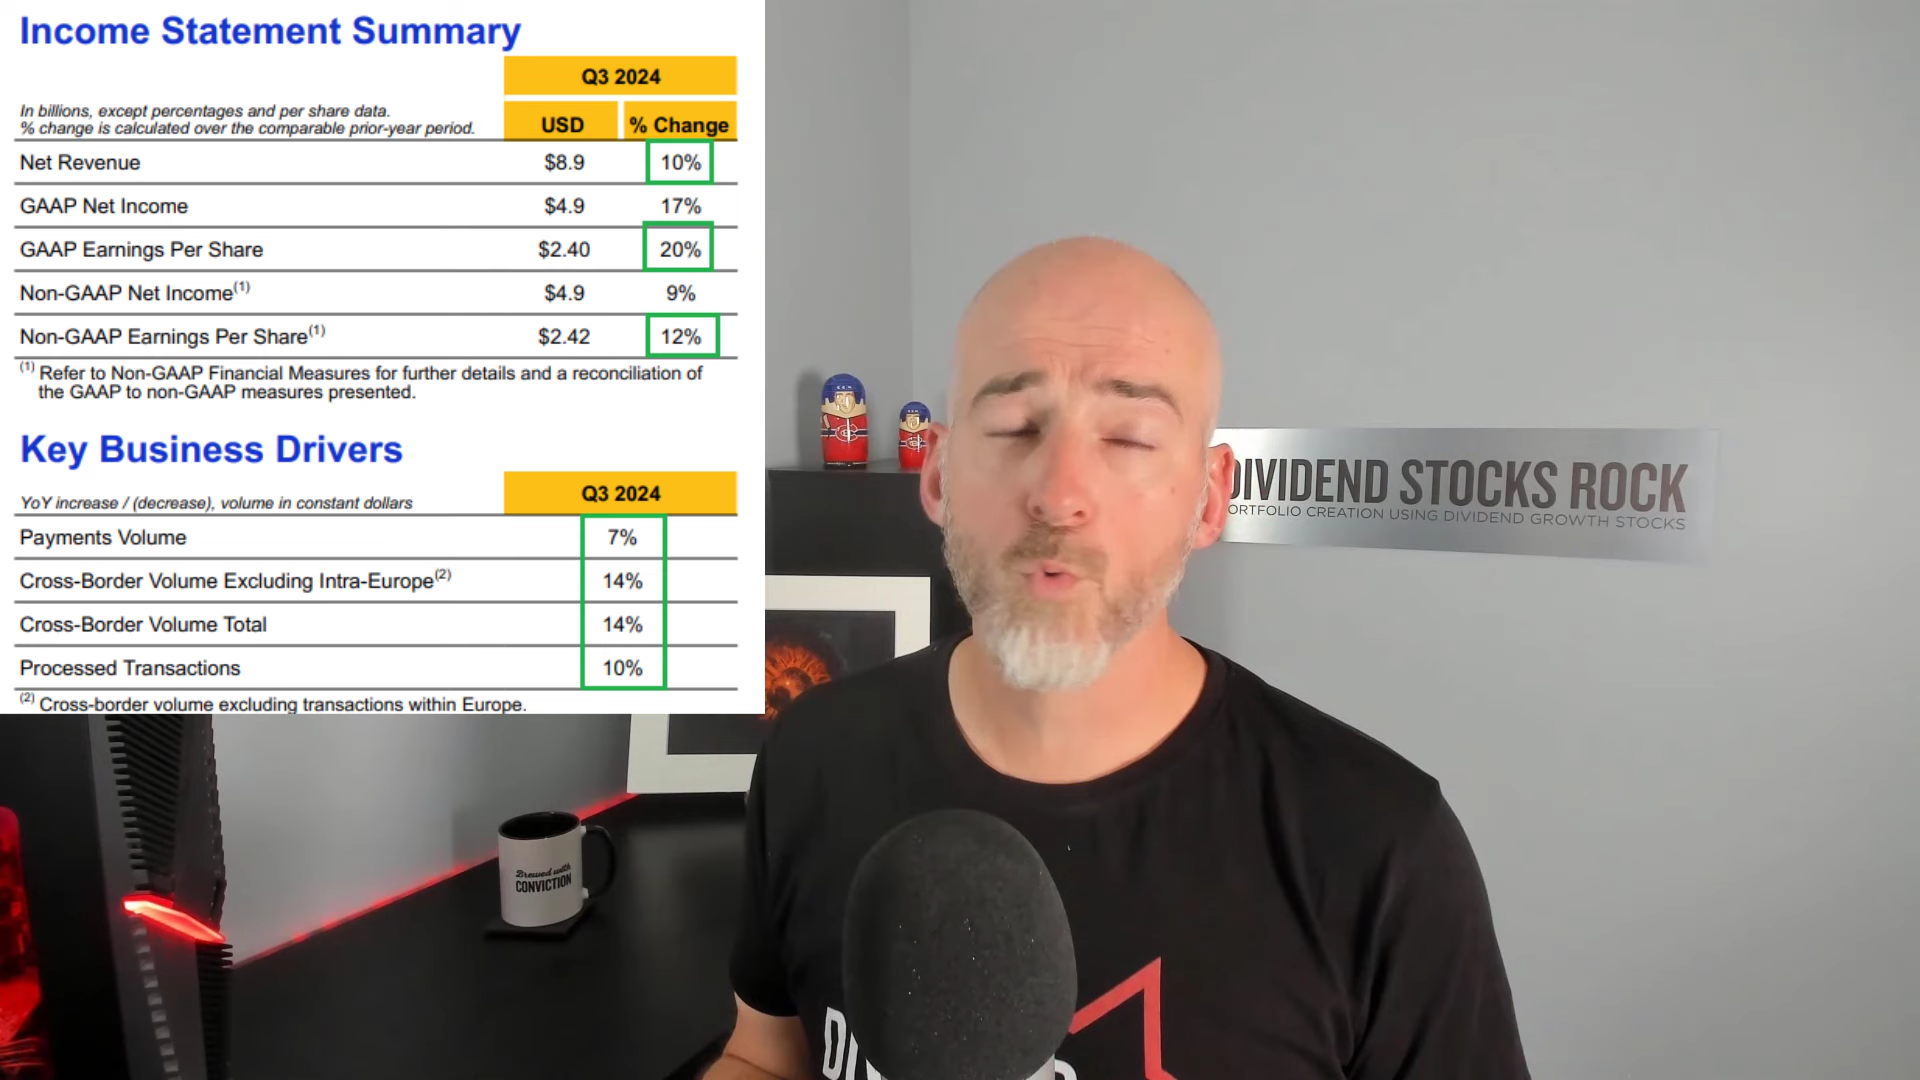 Income Statement Summary
Q3 2024
In billions, except percentages and per share data.
% change is calculated over the comparable prior-year period.
USD % Change
Net Revenue $8.9 10%
GAAP Net Income $4.9 17%
GAAP Earnings Per Share $2.40 20%
Non-GAAP Net Income(1) $4.9 9%
Non-GAAP Earnings Per Share(1) $2.42 12%
(1) Refer to Non-GAAP Financial Measures for further details and a reconciliation of
the GAAP to non-GAAP measures presented.
Key Business Drivers
Q3 2024
YoY increase / (decrease), volume in constant dollars
Payments Volume 7%
Cross-Border Volume Excluding Intra-Europe(2) 14%
Cross-Border Volume Total 14%
Processed Transactions 10%
(2) Cross-border volume excluding transactions within Europe.
DIVIDEND STOCKS ROCK
ORTFOLIO CREATION USING DIVIDEND GROWTH STOCKS
Brewed with
CONVICTION